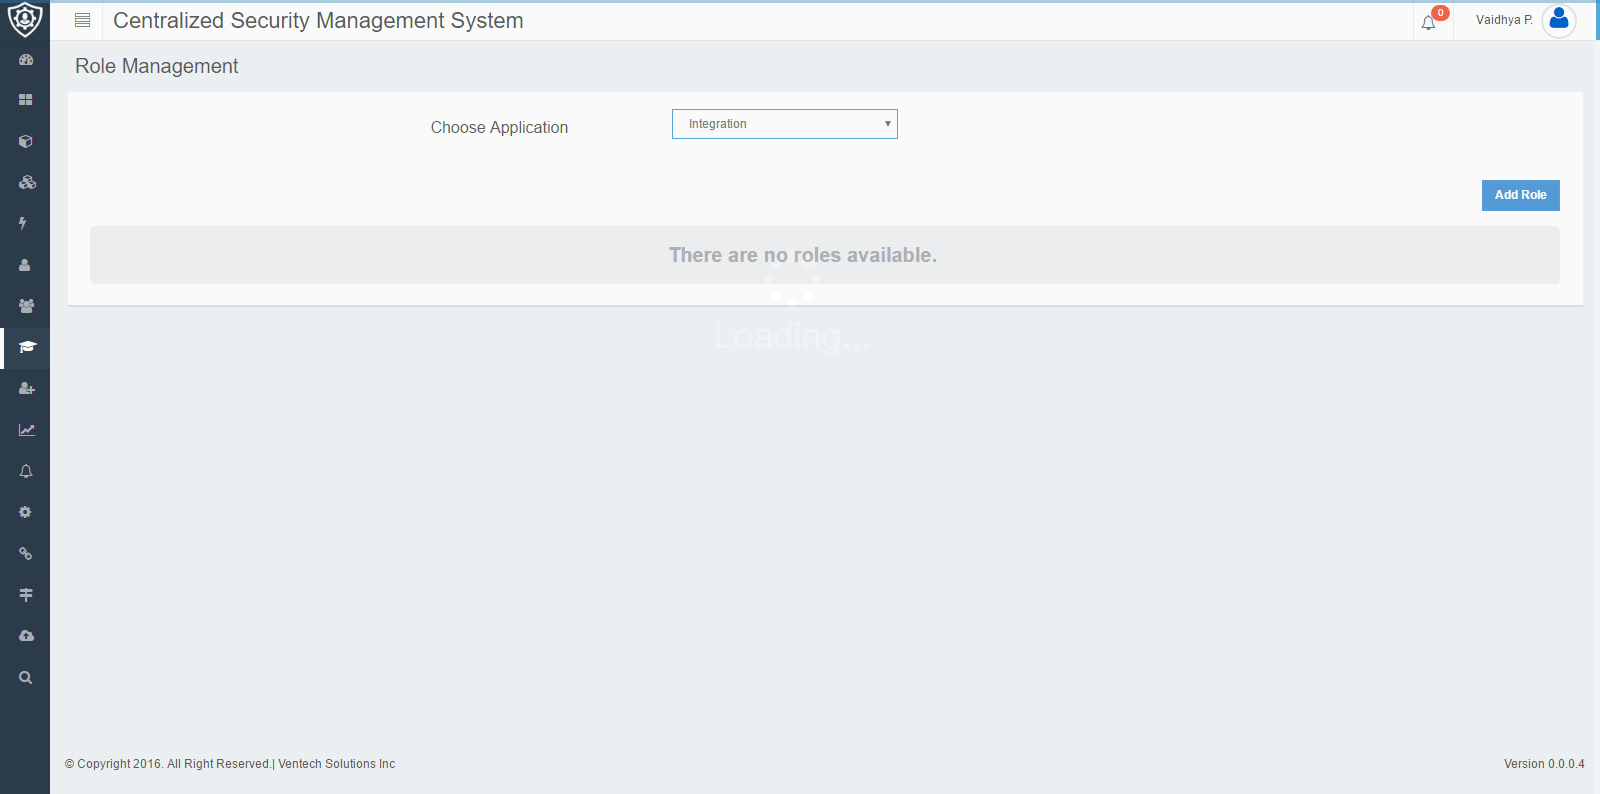 Centralized Security Management System
0
Vaidhya P.
Role Management
Choose Application
Integration
Add Role
There are no roles available.
Loading...
© Copyright 2016. All Right Reserved.| Ventech Solutions Inc
Version 0.0.0.4